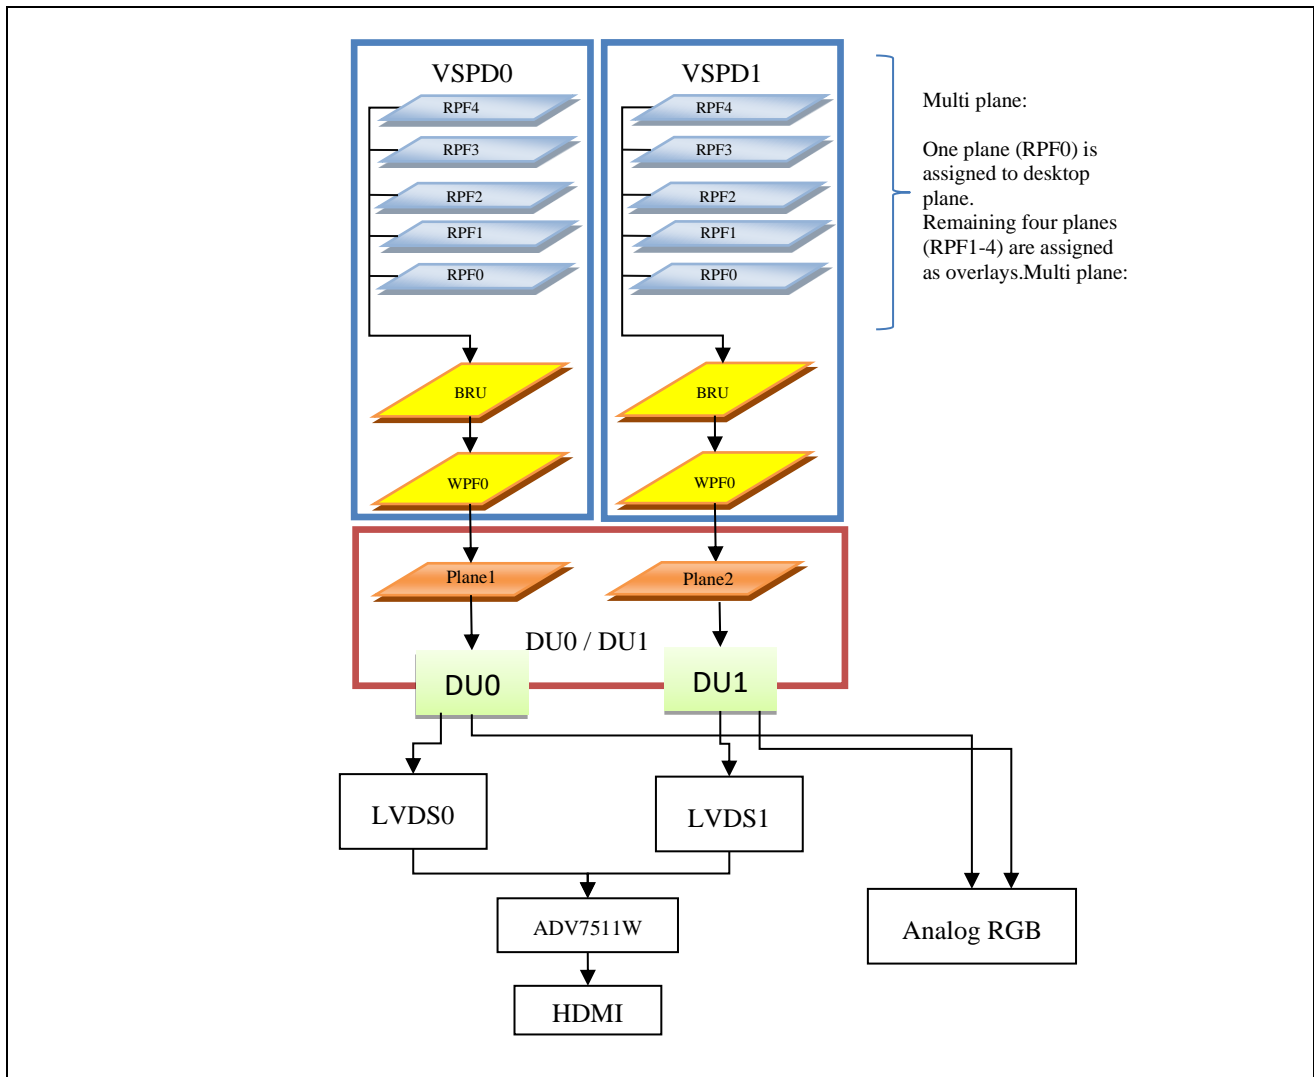 VSPD0
RPF4
RPF3
RPF2
RPF1
RPF0
BRU
WPF0
VSPD1
RPF4
RPF3
RPF2
RPF1
RPF0
BRU
WPF0
Multi plane:
One plane (RPF0) is
assigned to desktop
plane.
Remaining four planes
(RPF1-4) are assigned
as overlays.Multi plane:
Plane1
Plane2
DU0 / DU1
DU0
DU1
LVDS0
LVDS1
ADV7511W
HDMI
Analog RGB